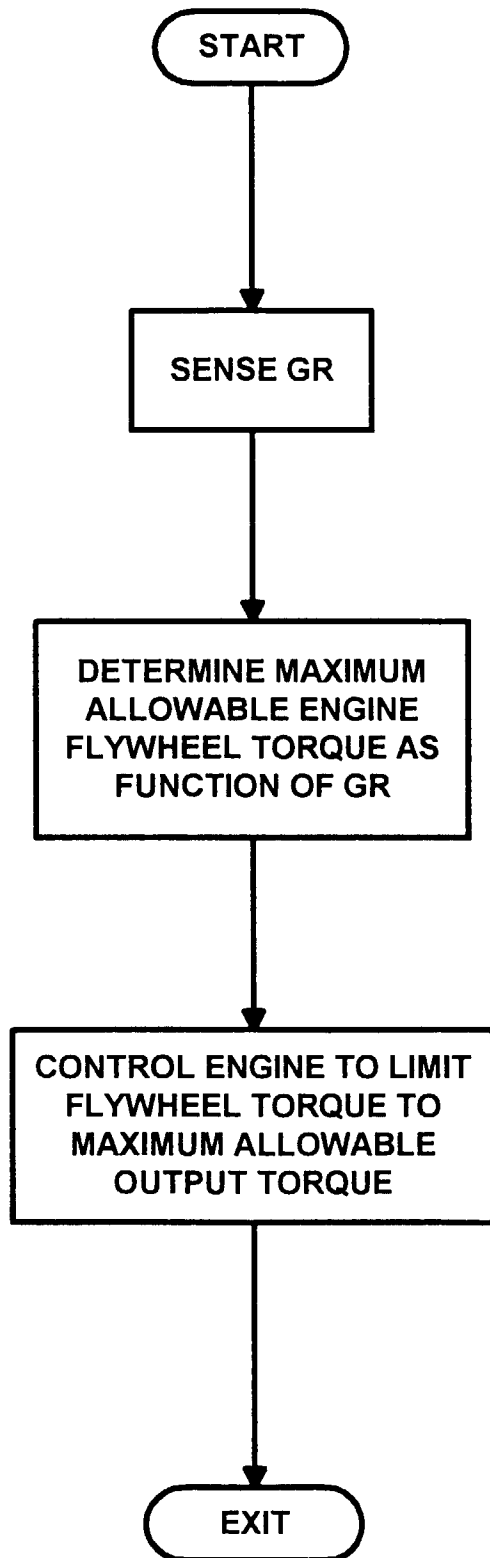 START
SENSE GR
DETERMINE MAXIMUM
ALLOWABLE ENGINE
FLYWHEEL TORQUE AS
FUNCTION OF GR
CONTROL ENGINE TO LIMIT
FLYWHEEL TORQUE TO
MAXIMUM ALLOWABLE
OUTPUT TORQUE
EXIT